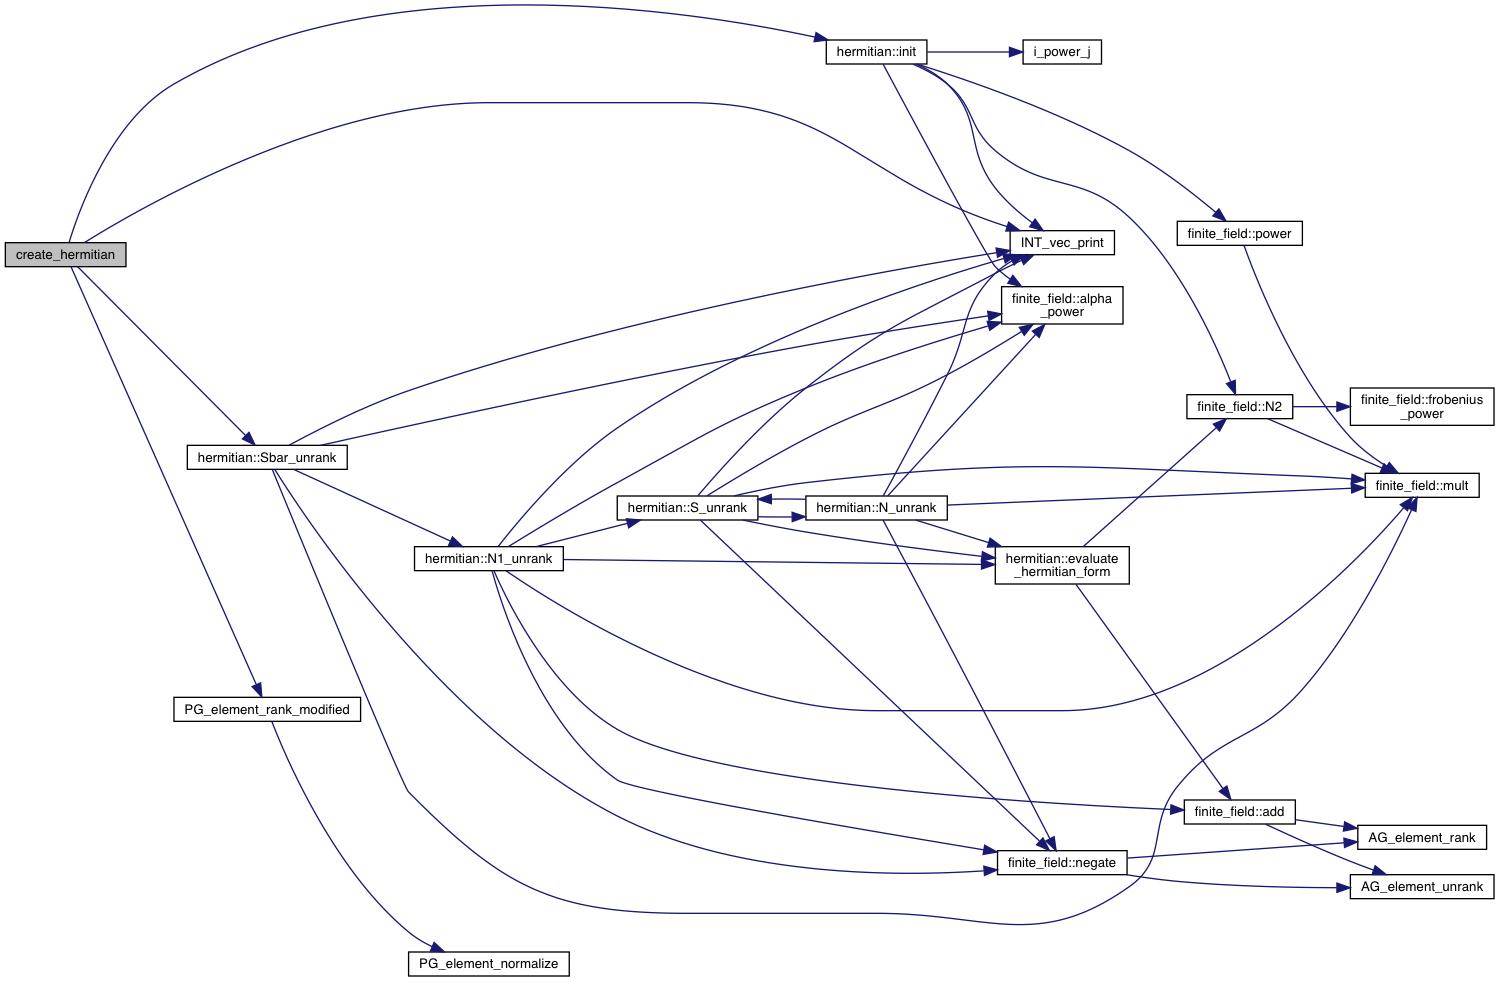 hermitian::init
i_power_j
create_hermitian
INT_vec_print
finite_field::power
finite_field::alpha
_power
finite_field::N2
finite_field::frobenius
_power
hermitian::Sbar_unrank
finite_field::mult
hermitian::S_unrank
hermitian::N_unrank
hermitian::N1_unrank
hermitian::evaluate
_hermitian_form
PG_element_rank_modified
finite_field::add
AG_element_rank
finite_field::negate
AG_element_unrank
PG_element_normalize